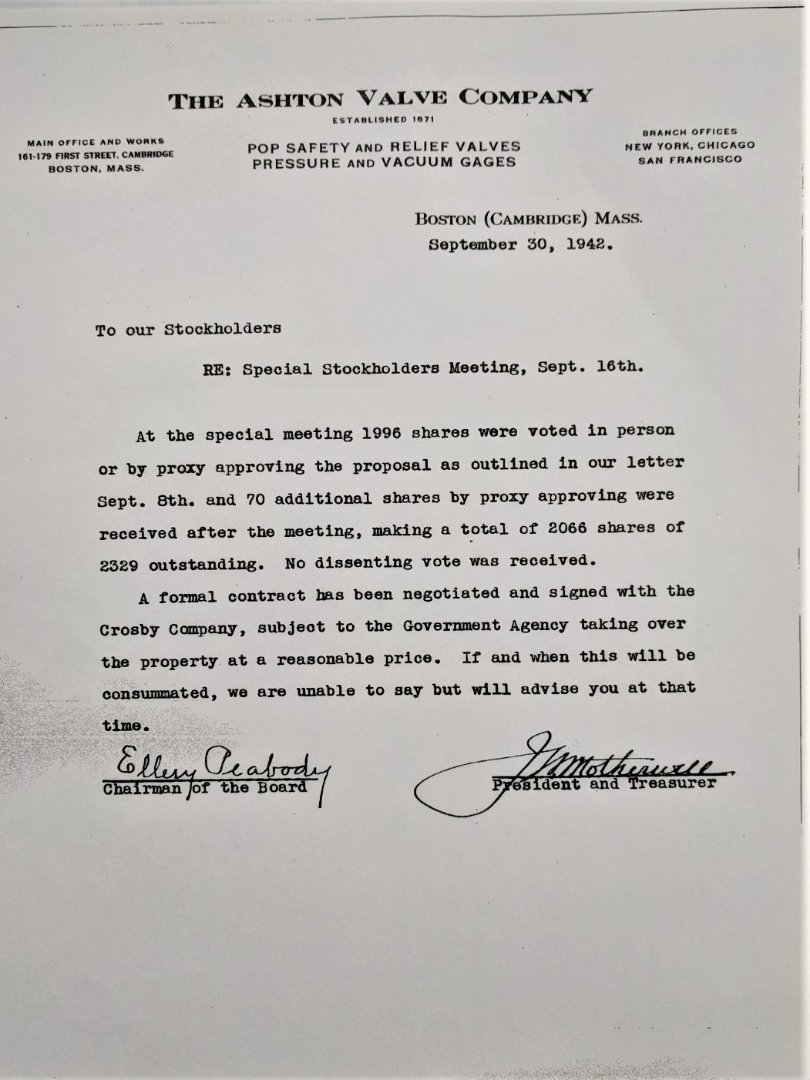 THE ASHTON VALVE COMPANY
ESTABLISHED 1871
MAIN OFFICE AND WORKS
161-179 FIRST STREET, CAMBRIDGE
BOSTON, MASS.
POP SAFETY AND RELIEF VALVES
PRESSURE AND VACUUM GAGES
BRANCH OFFICES
NEW YORK, CHICAGO
SAN FRANCISCO
BOSTON (CAMBRIDGE) MASS.
September 30, 1942.
To our Stockholders
RE: Special Stockholders Meeting, Sept. 16th.
At the special meeting 1996 shares were voted in person
or by proxy approving the proposal as outlined in our letter
Sept. 8th. and 70 additional shares by proxy approving were
received after the meeting, making a total of 2066 shares of
2329 outstanding. No dissenting vote was received.
A formal contract has been negotiated and signed with the
Crosby Company, subject to the Government Agency taking over
the property at a reasonable price. If and when this will be
consummated, we are unable to say but will advise you at that
time.
Ellery Peabody
Chairman of the Board
Motherwell
President and Treasurer